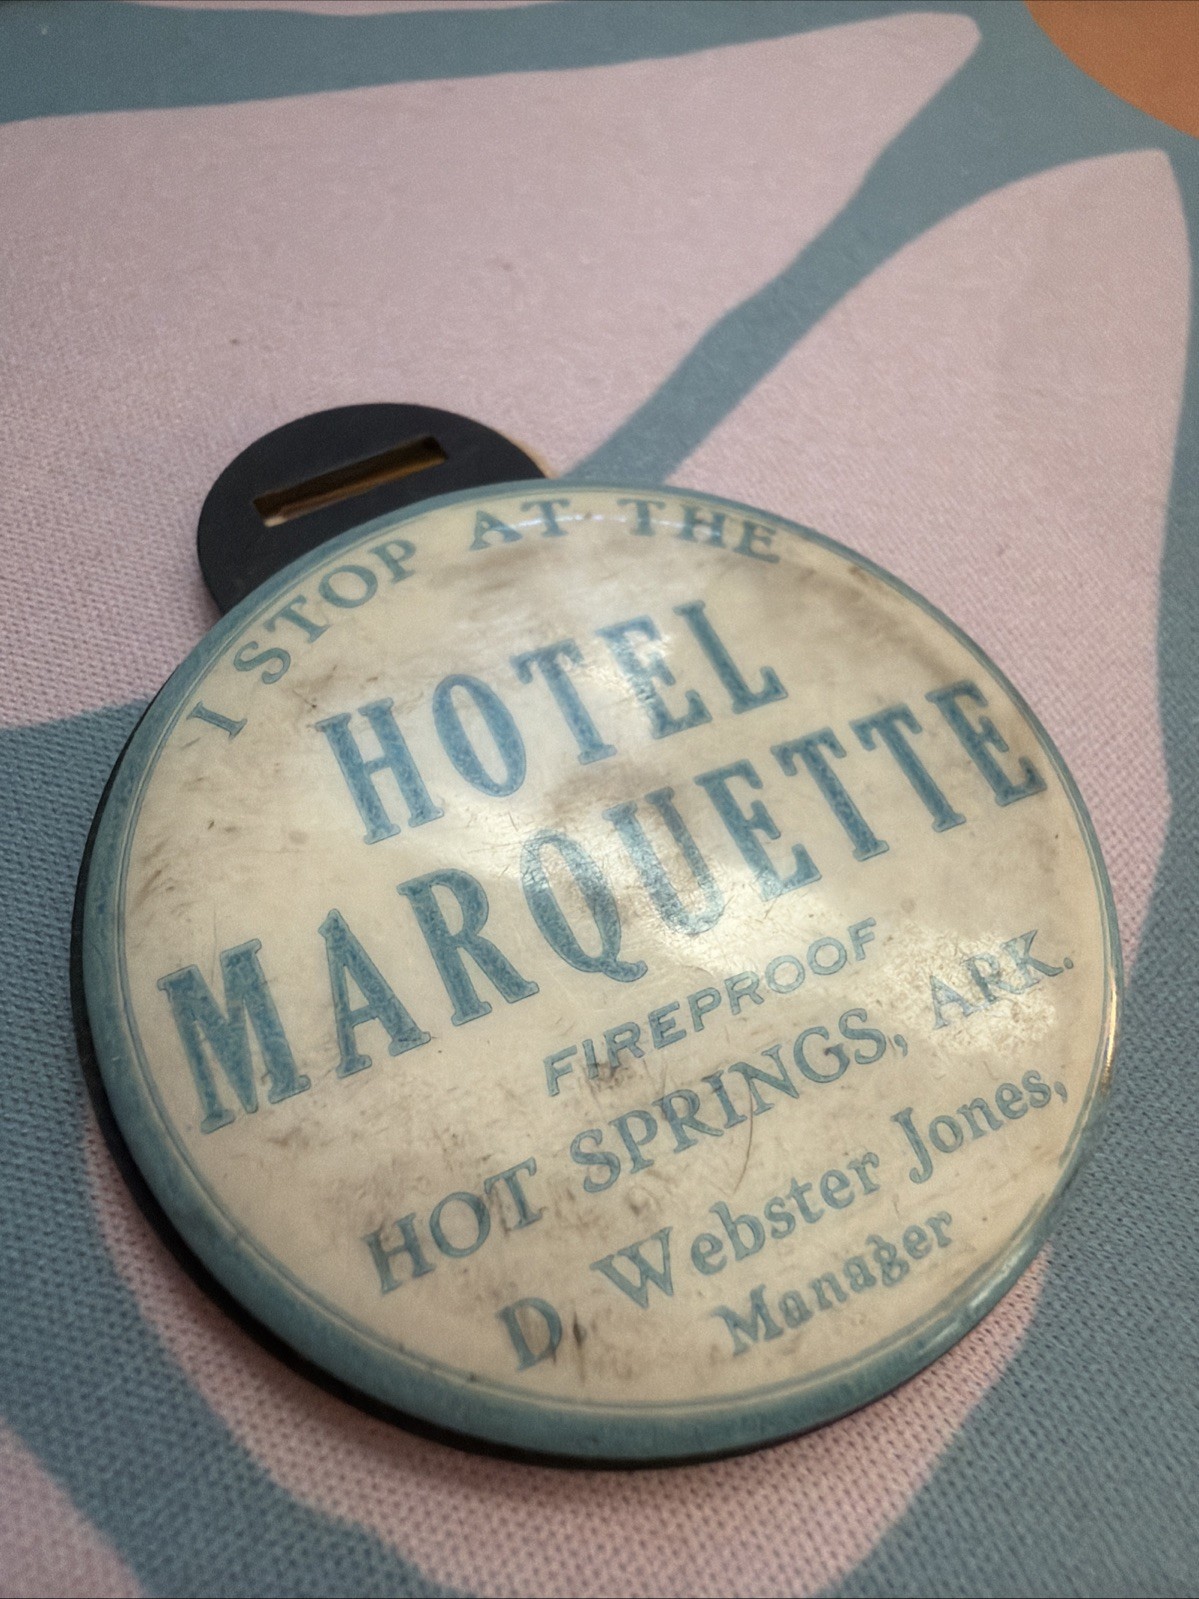 I STOP AT THE
HOTEL
MARQUETTE
FIREPROOF
HOT SPRINGS, ARK.
D Webster Jones,
Manager